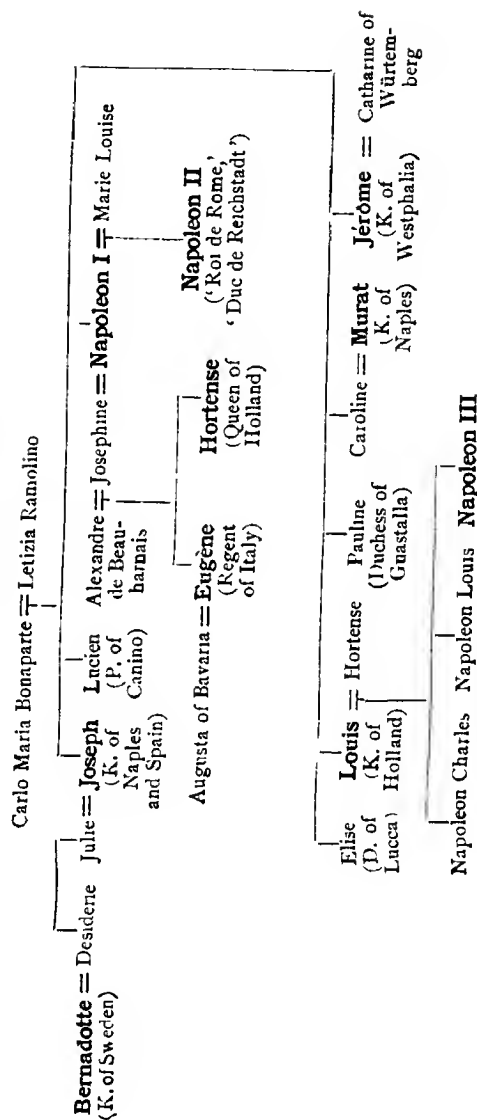 Carlo Maria Bonaparte = Letizia Ramolino
Bernadotte = Desiderie Julie = Joseph Lucien Alexandre = Josephine = Napoleon I = Marie Louise
(K. of Sweden) (K. of (P. of de Beau-
Naples Canino) harnais
and Spain)
Augusta of Bavaria = Eugène Hortense Napoleon II
(Regent (Queen of ('Roi de Rome,'
of Italy) Holland) 'Duc de Reichstadt')
Elise Louis = Hortense Pauline Caroline = Murat Jérôme = Catharine of
(D. of (K. of (Duchess of (K. of (K. of Würtem-
Lucca) Holland) Guastalla) Naples) Westphalia) berg
Napoleon Charles Napoleon Louis Napoleon III